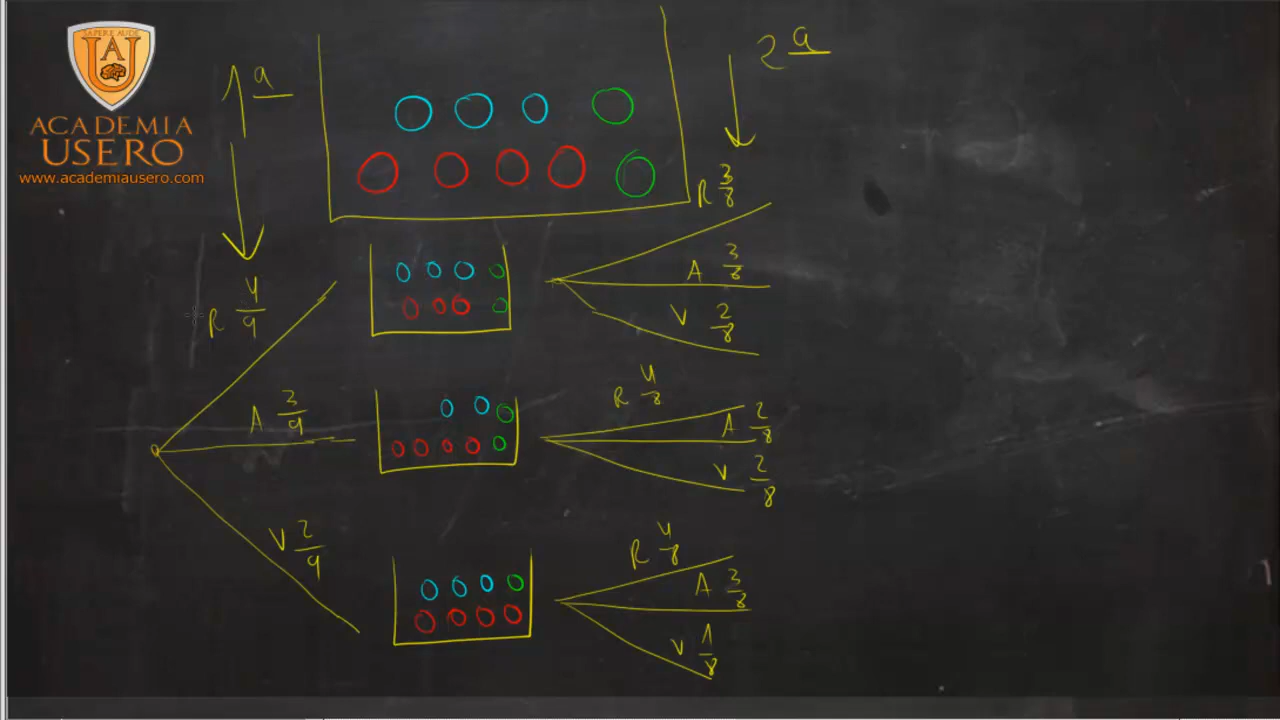 SAPERE AUDE
UA
ACADEMIA
USERO
www.academiausero.com
1ª
2ª
R 4/9
A 3/9
V 2/9
R 3/8
A 3/8
V 2/8
R 4/8
A 2/8
V 2/8
R 4/8
A 3/8
V 1/8